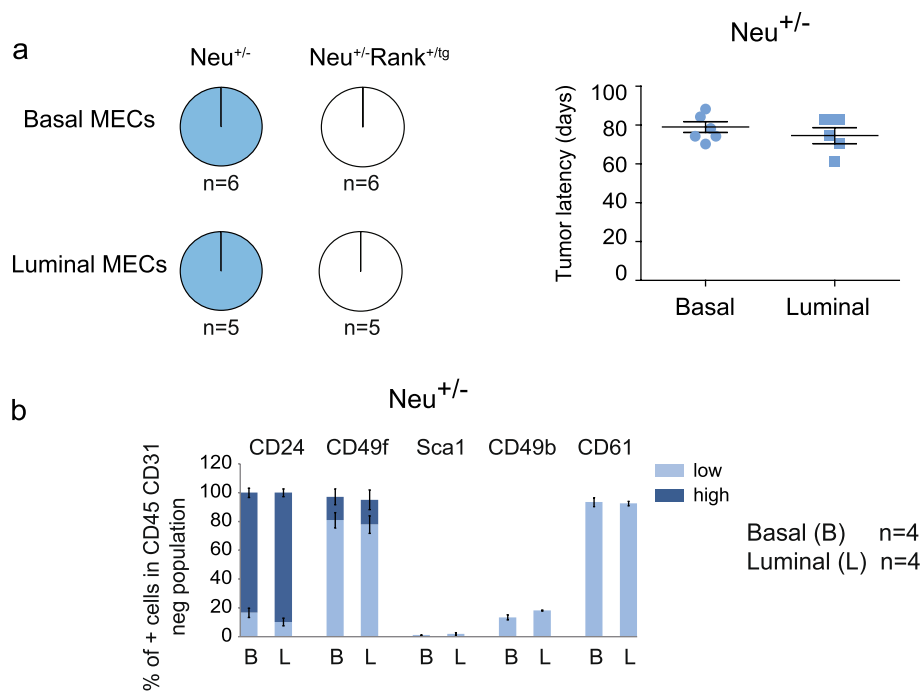 a
Neu+/-
Neu+/-Rank+/tg
Basal MECs
n=6
n=6
Luminal MECs
n=5
n=5
Neu+/-
Tumor latency (days)
100
80
60
40
20
0
Basal
Luminal
b
Neu+/-
CD24 CD49f Sca1 CD49b CD61
% of + cells in CD45 CD31
neg population
120
100
80
60
40
20
0
B L B L B L B L B L
low
high
Basal (B) n=4
Luminal (L) n=4